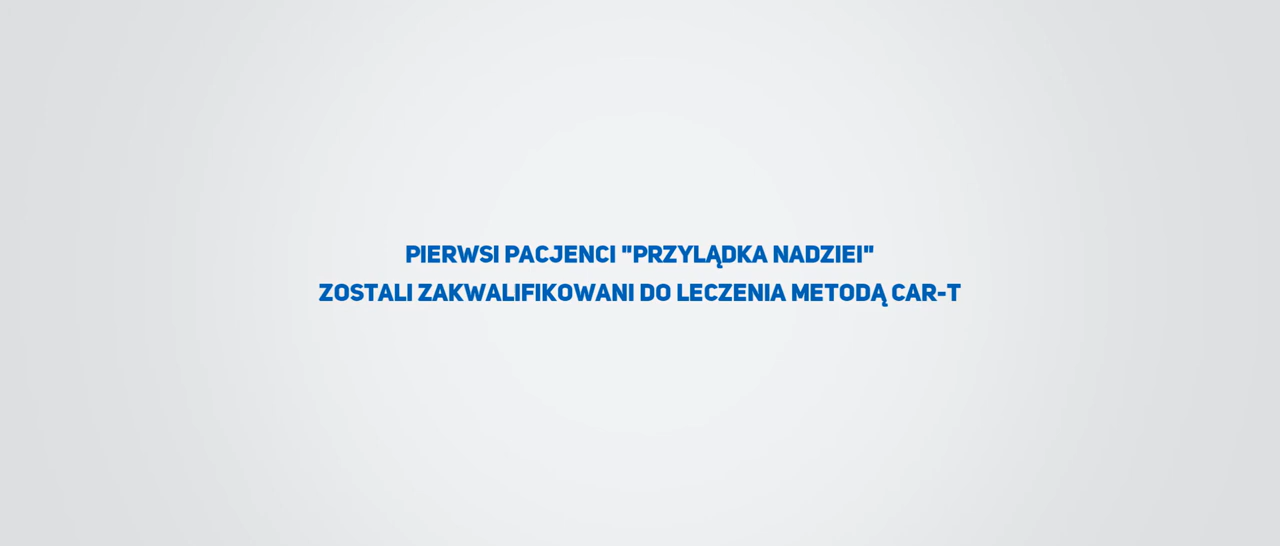 PIERWSI PACJENCI "PRZYLĄDKA NADZIEI"
ZOSTALI ZAKWALIFIKOWANI DO LECZENIA METODĄ CAR-T